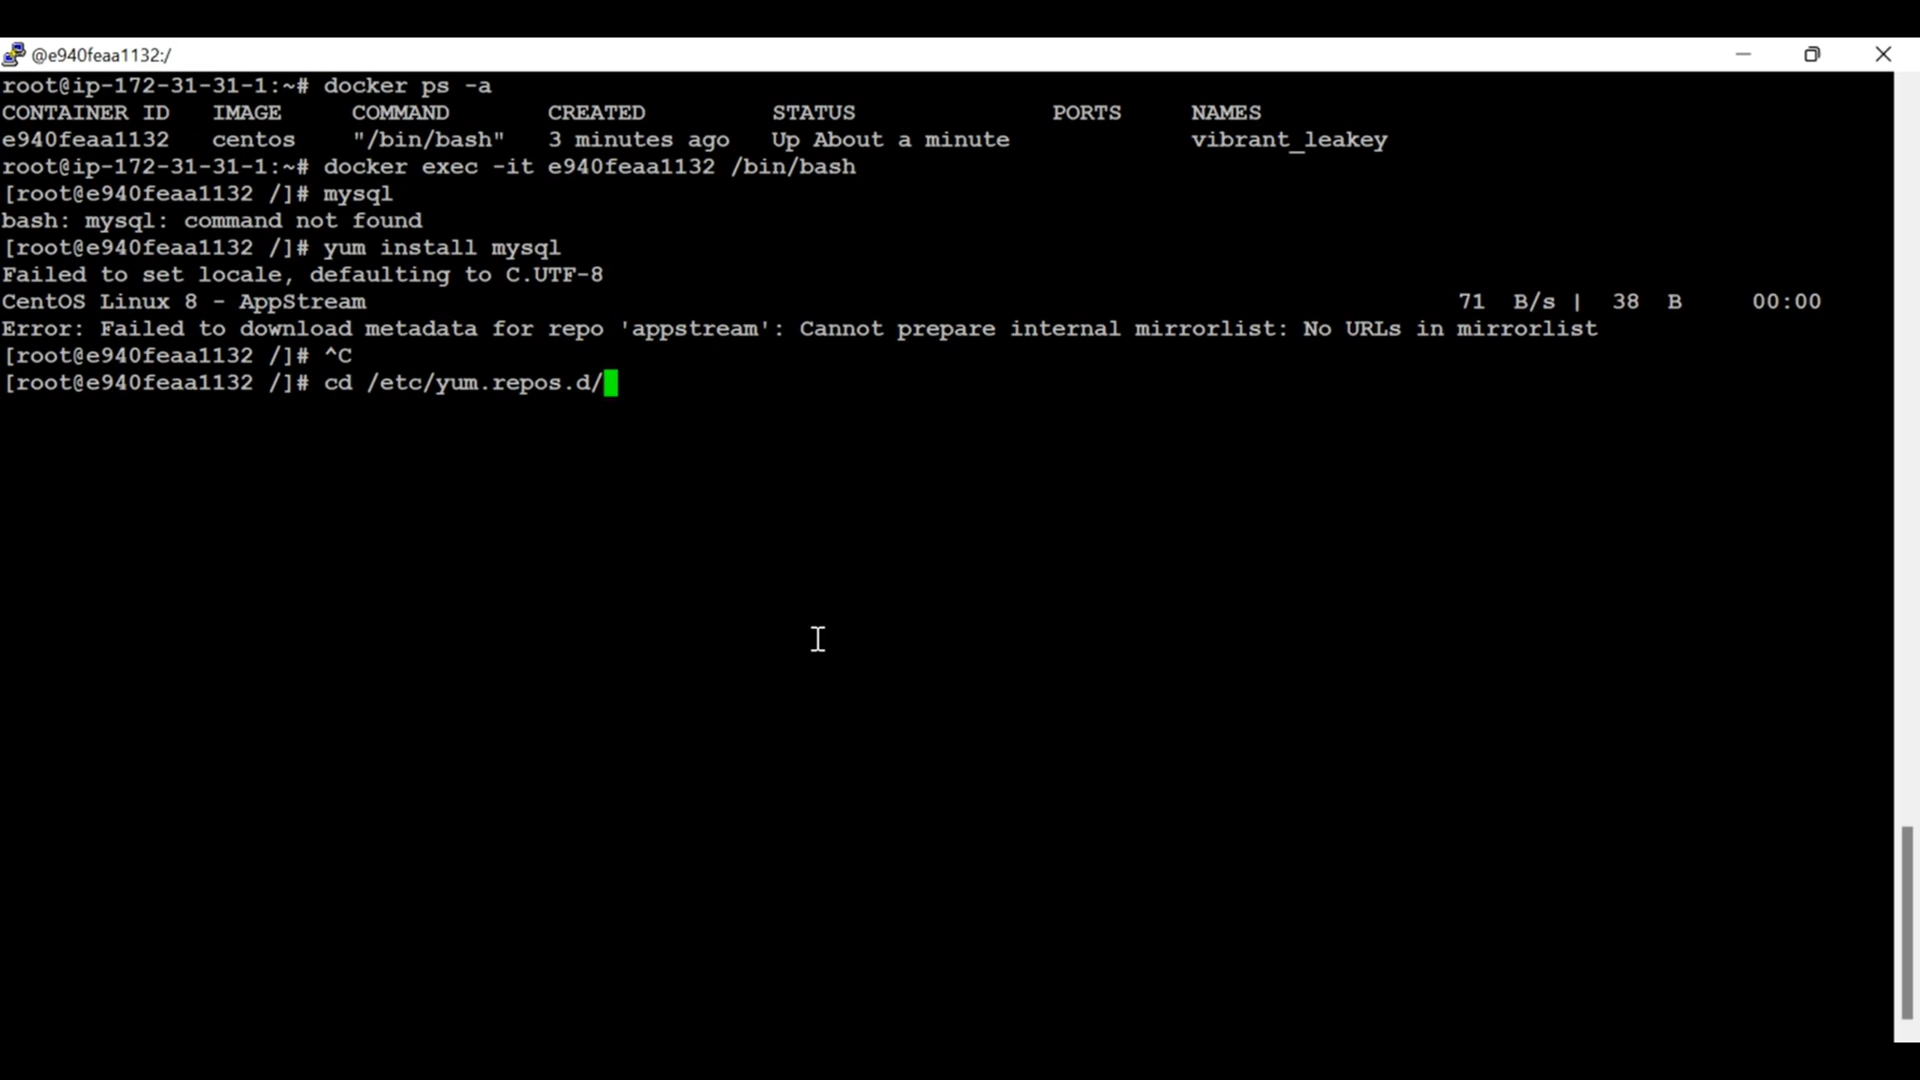 @e940feaa1132:/
root@ip-172-31-31-1:~# docker ps -a
CONTAINER ID   IMAGE     COMMAND       CREATED         STATUS              PORTS     NAMES
e940feaa1132   centos    "/bin/bash"   3 minutes ago   Up About a minute             vibrant_leakey
root@ip-172-31-31-1:~# docker exec -it e940feaa1132 /bin/bash
[root@e940feaa1132 /]# mysql
bash: mysql: command not found
[root@e940feaa1132 /]# yum install mysql
Failed to set locale, defaulting to C.UTF-8
CentOS Linux 8 - AppStream                                                                              71  B/s |  38  B     00:00
Error: Failed to download metadata for repo 'appstream': Cannot prepare internal mirrorlist: No URLs in mirrorlist
[root@e940feaa1132 /]# ^C
[root@e940feaa1132 /]# cd /etc/yum.repos.d/